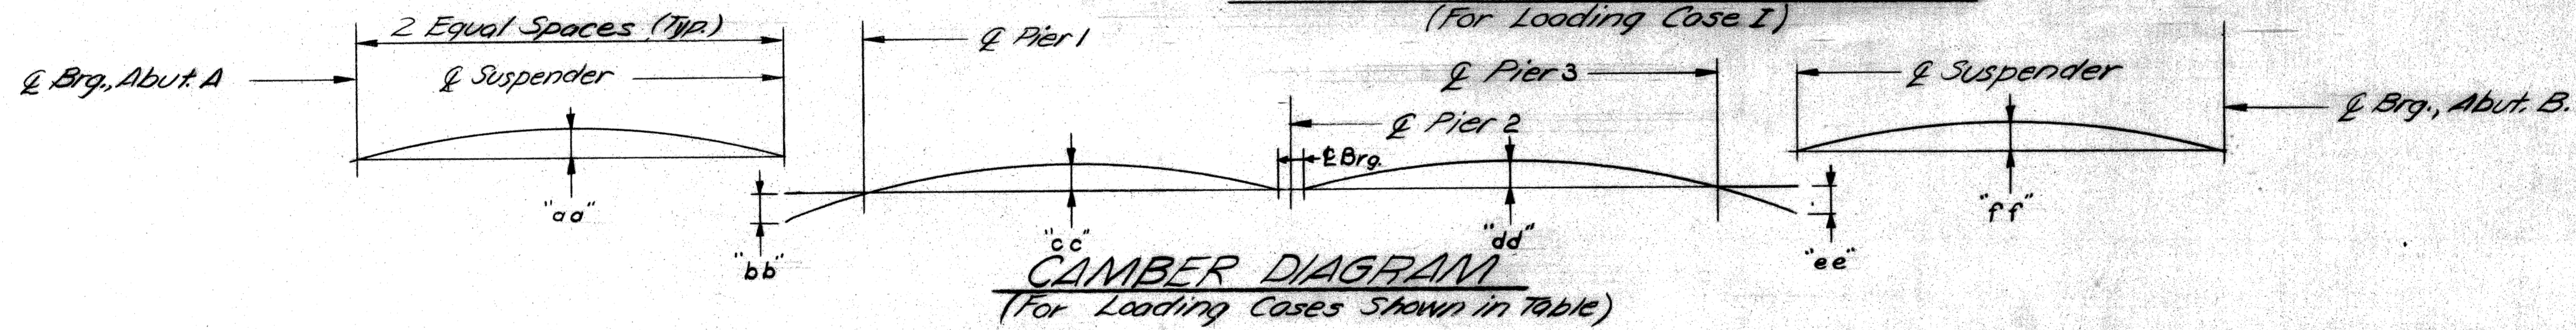 (For Loading Case I)
2 Equal Spaces (Typ.)
℄ Pier 1
℄ Brg., Abut. A
℄ Suspender
℄ Pier 3
℄ Suspender
℄ Pier 2
℄ Brg., Abut. B.
℄ Brg.
"aa"
"bb"
"cc"
"dd"
"ee"
"ff"
CAMBER DIAGRAM
(For Loading Cases Shown in Table)